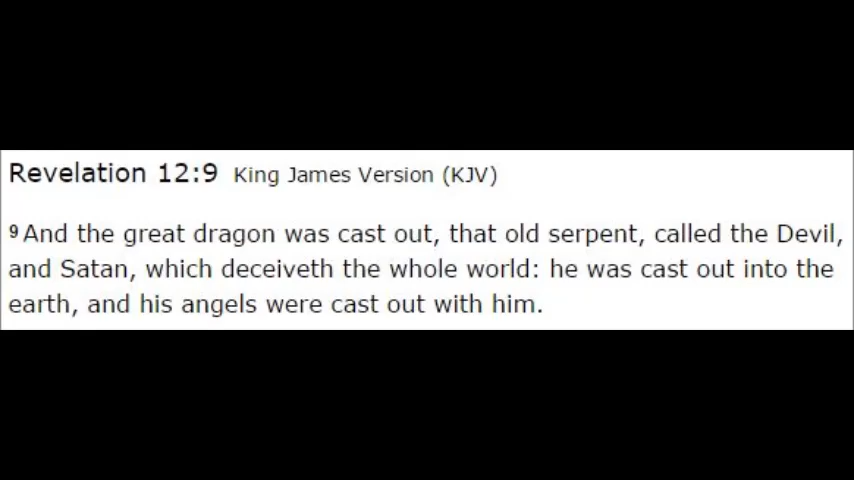 Revelation 12:9 King James Version (KJV)
9 And the great dragon was cast out, that old serpent, called the Devil,
and Satan, which deceiveth the whole world: he was cast out into the
earth, and his angels were cast out with him.